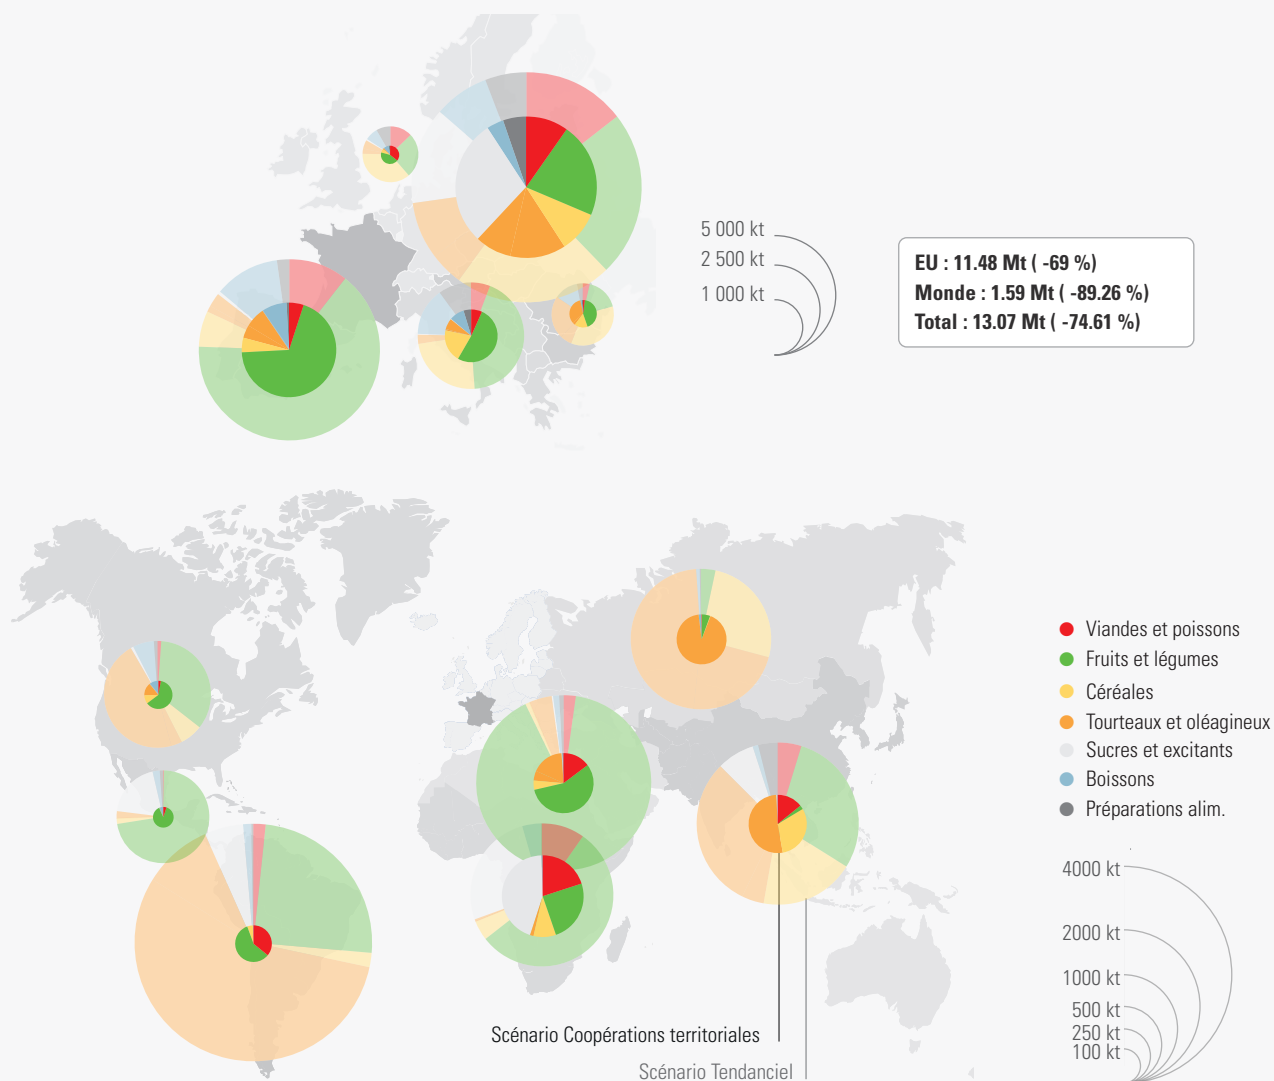 5 000 kt
2 500 kt
1 000 kt
EU : 11.48 Mt ( -69 %)
Monde : 1.59 Mt ( -89.26 %)
Total : 13.07 Mt ( -74.61 %)
Viandes et poissons
Fruits et légumes
Céréales
Tourteaux et oléagineux
Sucres et excitants
Boissons
Préparations alim.
4000 kt
2000 kt
1000 kt
500 kt
250 kt
100 kt
Scénario Coopérations territoriales
Scénario Tendanciel